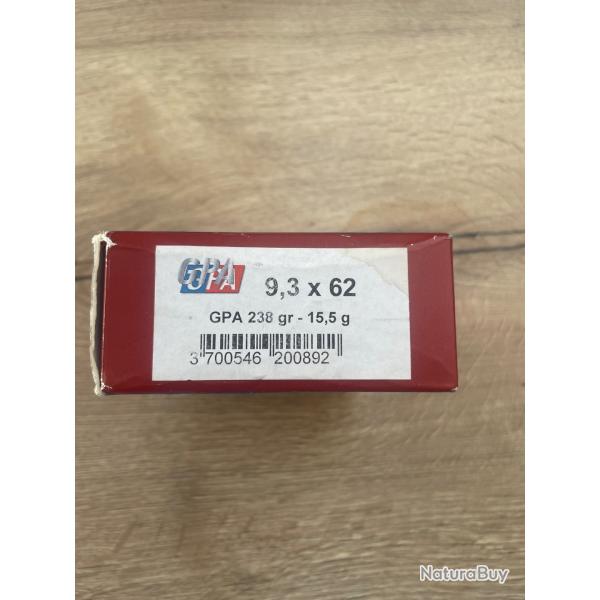 GPA
9,3 x 62
GPA 238 gr - 15,5 g
3 700546 200892
NaturaBuy